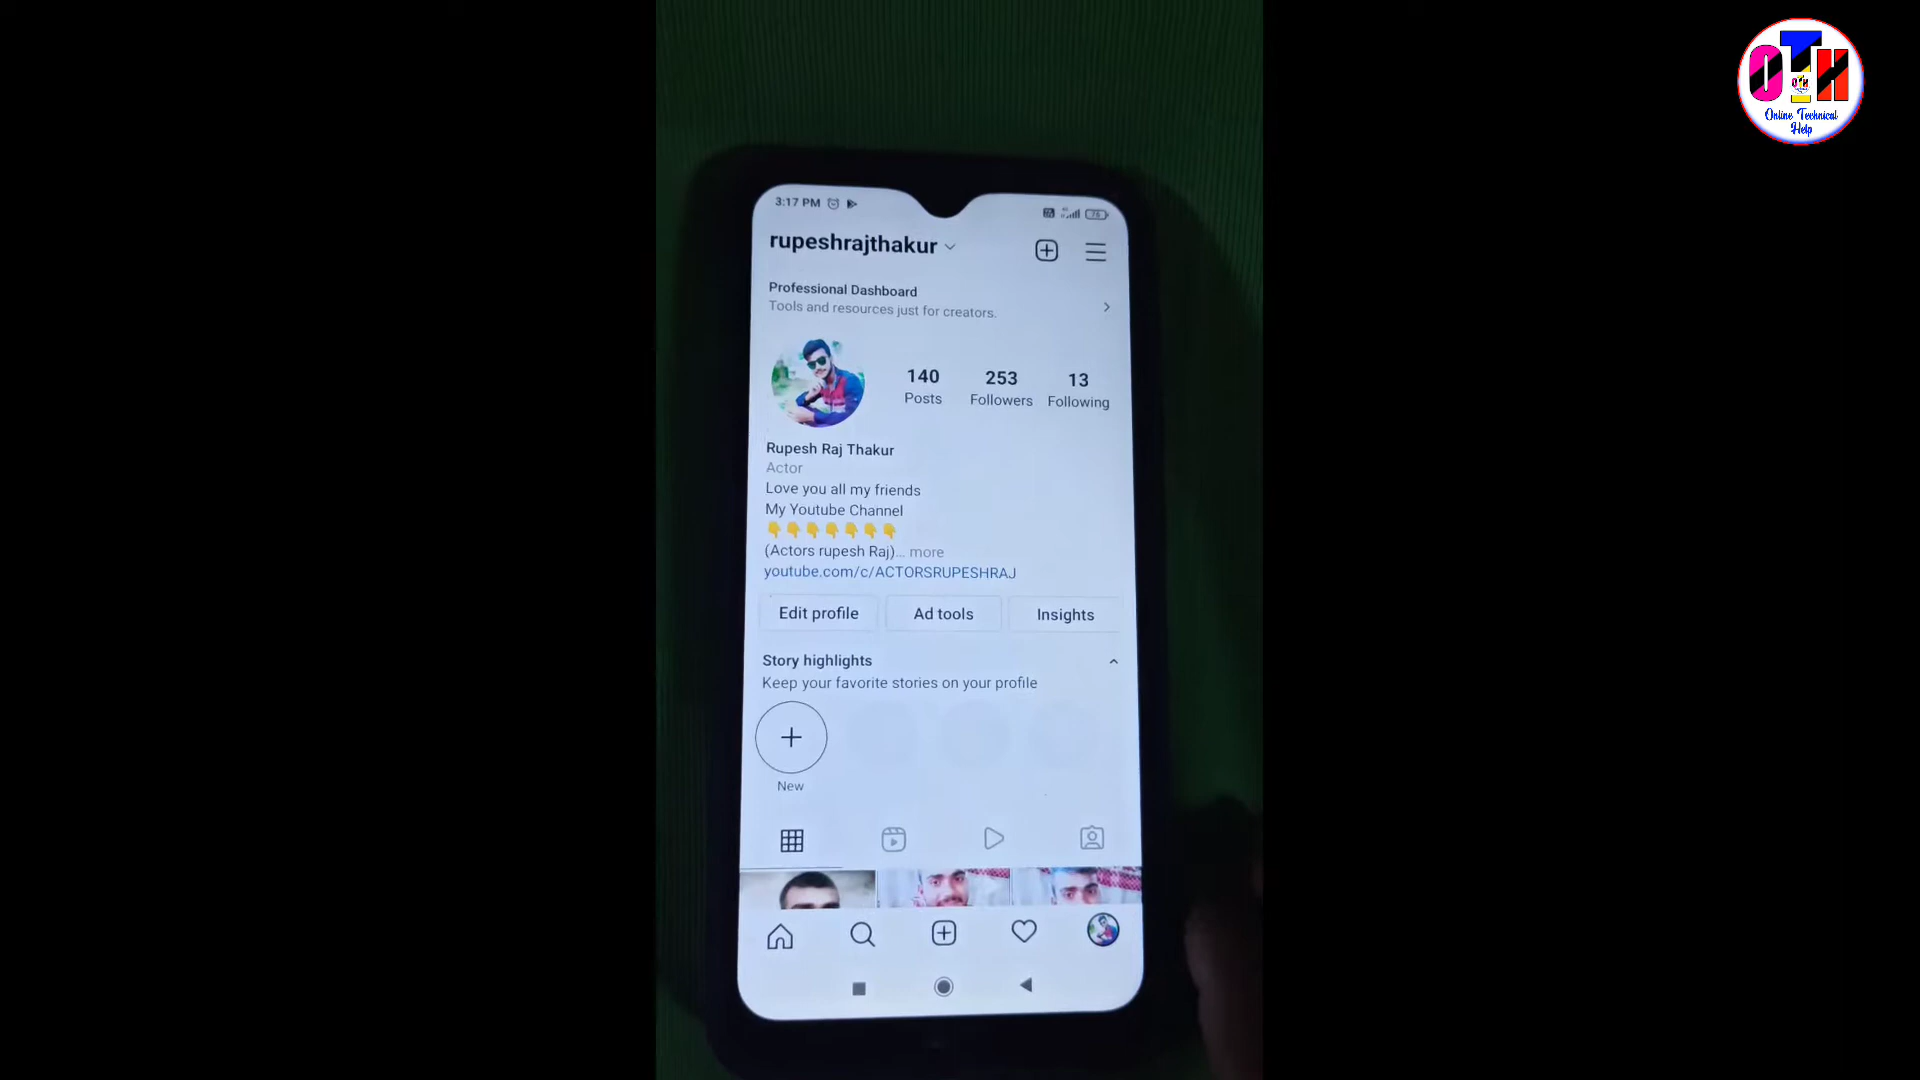 OTH
Online Technical
Help
3:17 PM
76
rupeshrajthakur
Professional Dashboard
Tools and resources just for creators.
140
253
13
Posts
Followers
Following
Rupesh Raj Thakur
Actor
Love you all my friends
My Youtube Channel
👇👇👇👇👇👇👇
(Actors rupesh Raj)... more
youtube.com/c/ACTORSRUPESHRAJ
Edit profile
Ad tools
Insights
Story highlights
Keep your favorite stories on your profile
New